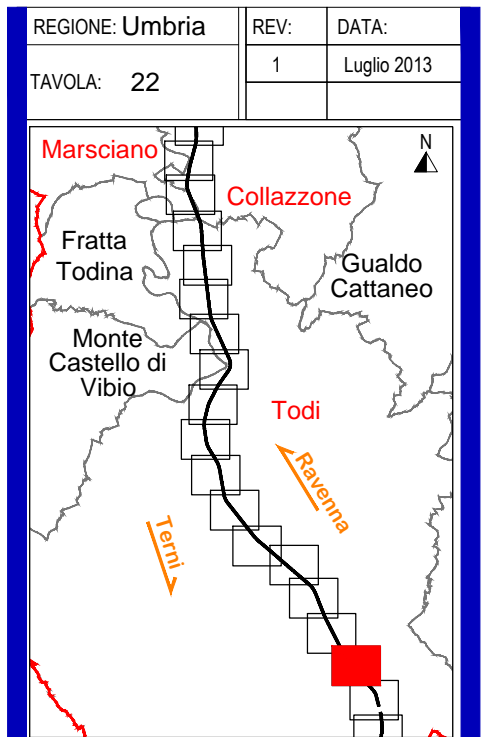 REGIONE: Umbria
REV:
DATA:
TAVOLA: 22
1
Luglio 2013
Marsciano
N
Collazzone
Fratta
Todina
Gualdo
Cattaneo
Monte
Castello di
Vibio
Todi
Ravenna
Terni